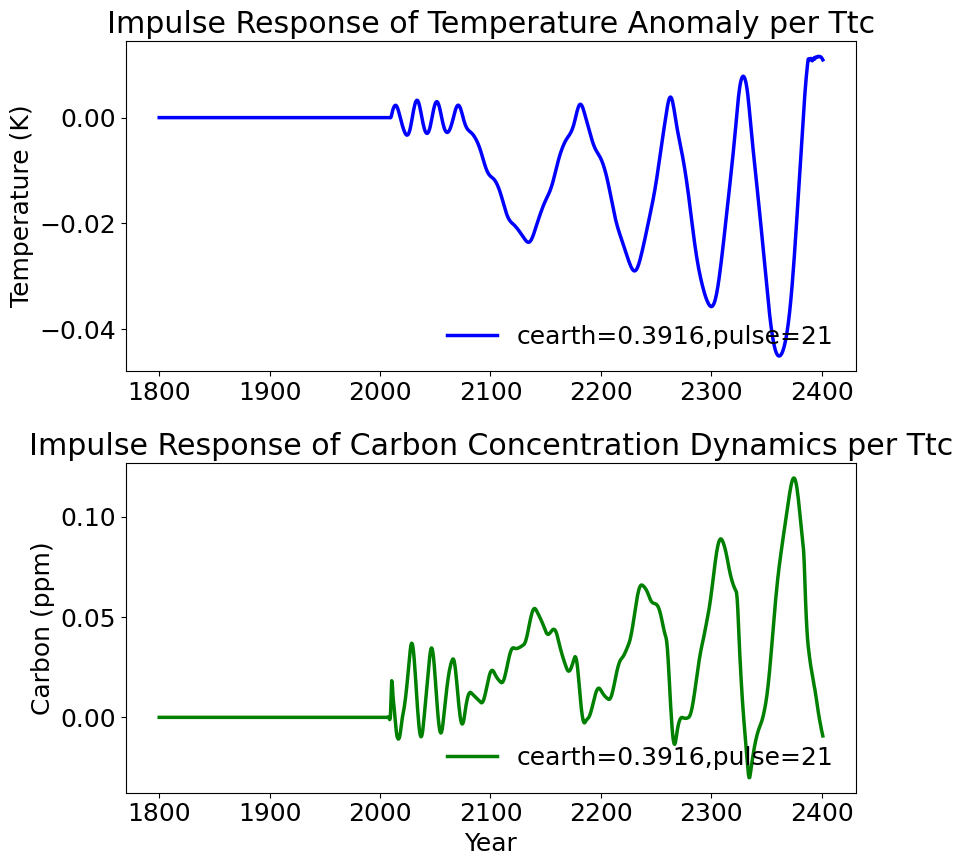 Impulse Response of Temperature Anomaly per Ttc
Temperature (K)
0.00
−0.02
−0.04
cearth=0.3916,pulse=21
1800 1900 2000 2100 2200 2300 2400
Impulse Response of Carbon Concentration Dynamics per Ttc
Carbon (ppm)
0.10
0.05
0.00
cearth=0.3916,pulse=21
1800 1900 2000 2100 2200 2300 2400
Year